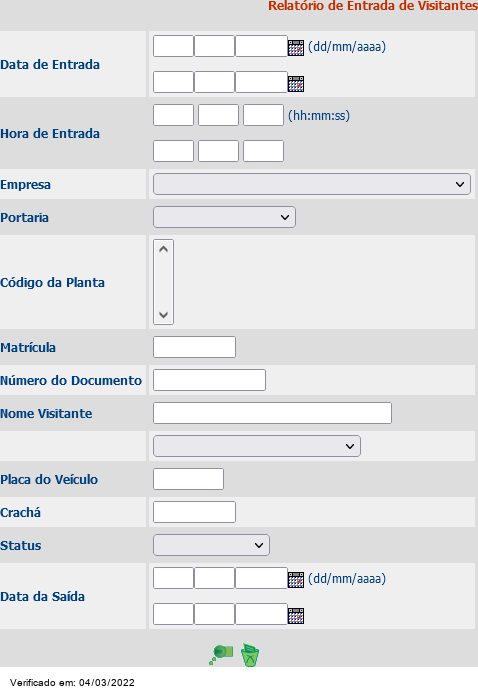 Relatório de Entrada de Visitantes
Data de Entrada
(dd/mm/aaaa)
Hora de Entrada
(hh:mm:ss)
Empresa
Portaria
Código da Planta
Matrícula
Número do Documento
Nome Visitante
Placa do Veículo
Crachá
Status
Data da Saída
(dd/mm/aaaa)
Verificado em: 04/03/2022